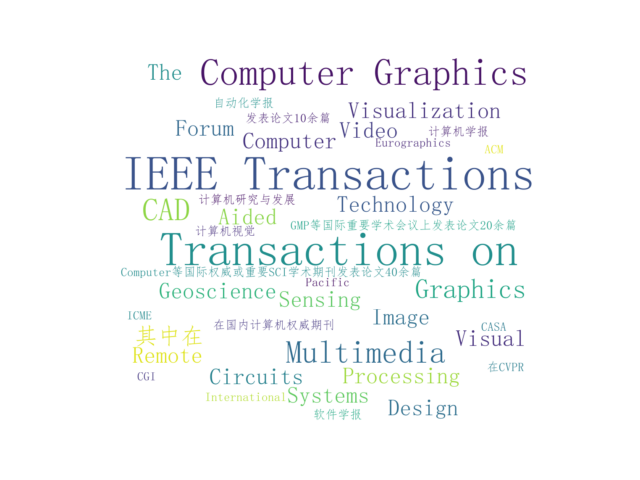 The Computer Graphics
自动化学报
发表论文10余篇 Visualization
Forum Computer Video 计算机学报
Eurographics
ACM
IEEE Transactions
CAD 计算机研究与发展 Technology
Aided
计算机视觉 GMP等国际重要学术会议上发表论文20余篇
Transactions on
Computer等国际权威或重要SCI学术期刊发表论文40余篇
Pacific
Geoscience Sensing Graphics
ICME 在国内计算机权威期刊 Image CASA
其中在 Visual
Remote Multimedia 在CVPR
CGI Circuits Processing
International Systems
软件学报 Design